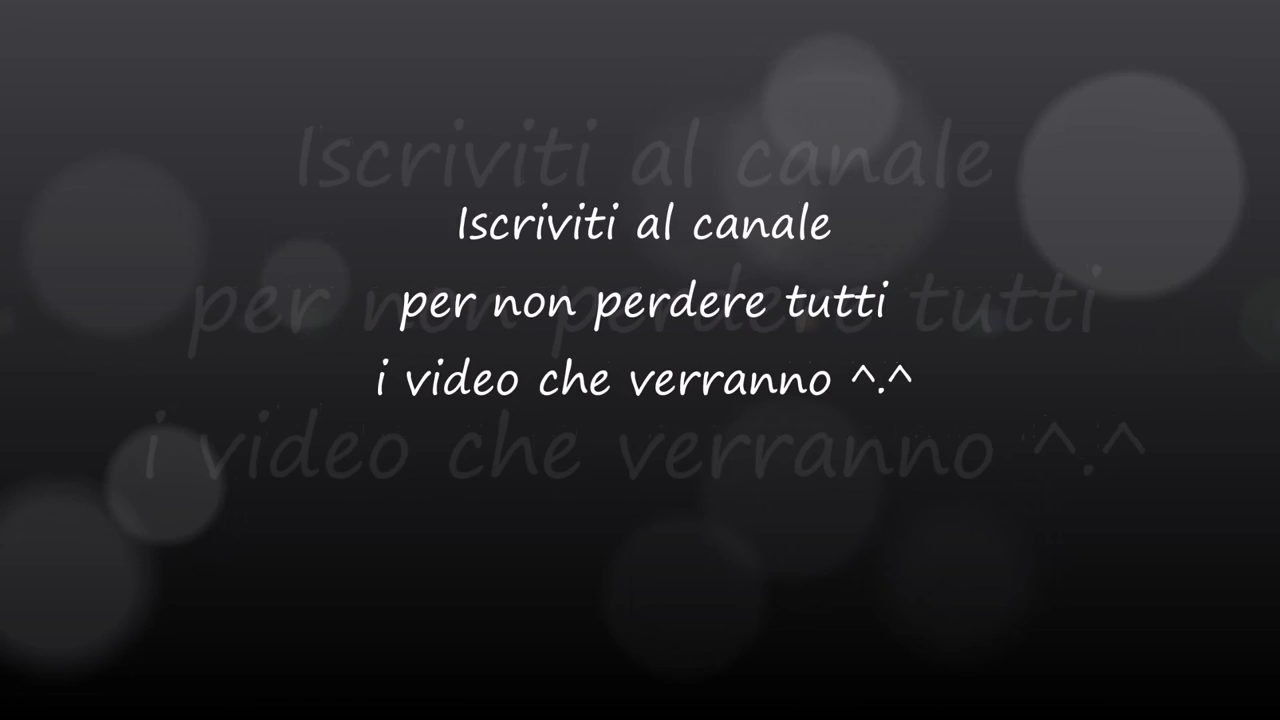 Iscriviti al canale
per non perdere tutti
i video che verranno ^.^